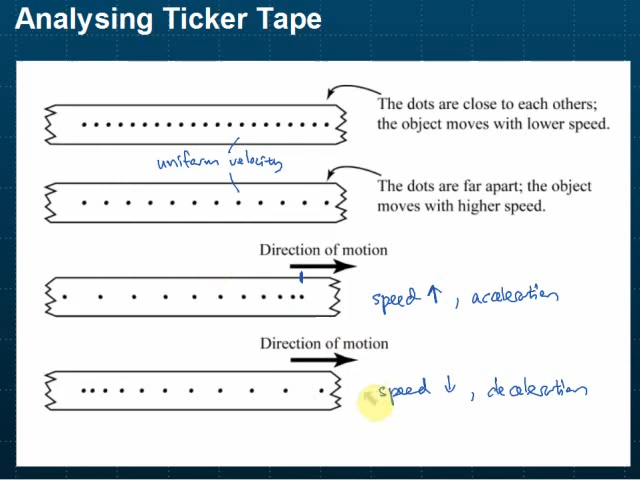 Analysing Ticker Tape
The dots are close to each others;
the object moves with lower speed.
uniform velocity
The dots are far apart; the object
moves with higher speed.
Direction of motion
speed ↑ , acceleration
Direction of motion
speed ↓ , deceleration